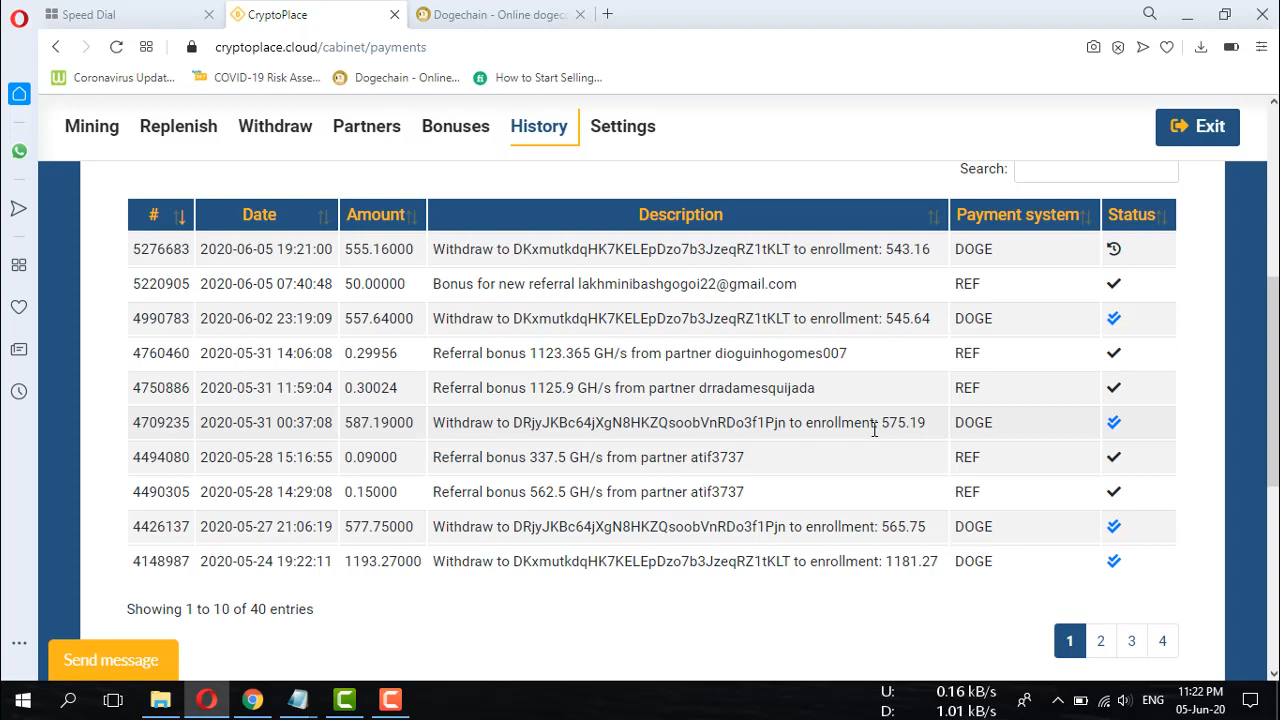 Speed Dial
CryptoPlace
Dogechain - Online dogec
cryptoplace.cloud/cabinet/payments
Coronavirus Updat...
COVID-19 Risk Asse...
Dogechain - Online...
How to Start Selling...
Mining Replenish Withdraw Partners Bonuses History Settings Exit
Search:
# Date Amount Description Payment system Status
5276683 2020-06-05 19:21:00 555.16000 Withdraw to DKxmutkdqHK7KELEpDzo7b3JzeqRZ1tKLT to enrollment: 543.16 DOGE
5220905 2020-06-05 07:40:48 50.00000 Bonus for new referral lakhminibashgogoi22@gmail.com REF
4990783 2020-06-02 23:19:09 557.64000 Withdraw to DKxmutkdqHK7KELEpDzo7b3JzeqRZ1tKLT to enrollment: 545.64 DOGE
4760460 2020-05-31 14:06:08 0.29956 Referral bonus 1123.365 GH/s from partner dioguinhogomes007 REF
4750886 2020-05-31 11:59:04 0.30024 Referral bonus 1125.9 GH/s from partner drradamesquijada REF
4709235 2020-05-31 00:37:08 587.19000 Withdraw to DRjyJKBc64jXgN8HKZQsoobVnRDo3f1Pjn to enrollment: 575.19 DOGE
4494080 2020-05-28 15:16:55 0.09000 Referral bonus 337.5 GH/s from partner atif3737 REF
4490305 2020-05-28 14:29:08 0.15000 Referral bonus 562.5 GH/s from partner atif3737 REF
4426137 2020-05-27 21:06:19 577.75000 Withdraw to DRjyJKBc64jXgN8HKZQsoobVnRDo3f1Pjn to enrollment: 565.75 DOGE
4148987 2020-05-24 19:22:11 1193.27000 Withdraw to DKxmutkdqHK7KELEpDzo7b3JzeqRZ1tKLT to enrollment: 1181.27 DOGE
Showing 1 to 10 of 40 entries
1 2 3 4
Send message
U: 0.16 kB/s
D: 1.01 kB/s
ENG
11:22 PM
05-Jun-20